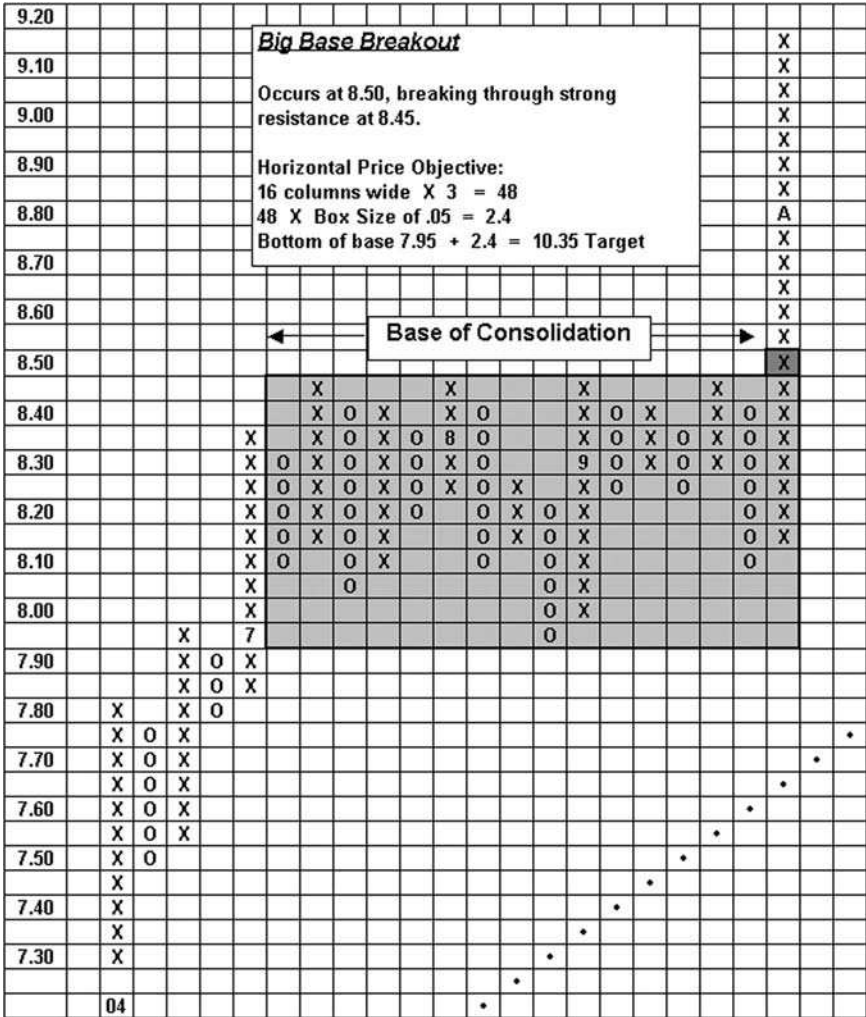 9.20
Big Base Breakout X
9.10 X
Occurs at 8.50, breaking through strong X
9.00 resistance at 8.45. X
X
8.90 Horizontal Price Objective: X
16 columns wide X 3 = 48 X
8.80 48 X Box Size of .05 = 2.4 A
Bottom of base 7.95 + 2.4 = 10.35 Target X
8.70 X
X
8.60 X
Base of Consolidation X
8.50 X
X X X X X
8.40 X O X X O X O X X O X
X X O X O 8 O X O X O X O X
8.30 X O X O X O X O 9 O X O X O X
X O X O X O X O X X O O O X
8.20 X O X O X O O X O X O X
X O X O X O X O X O X
8.10 X O O X O O X O
X O O X
8.00 X O X
X 7 O
7.90 X O X
X O X
7.80 X X O
X O X
7.70 X O X
X O X
7.60 X O X
X O X
7.50 X O
X
7.40 X
X
7.30 X
04